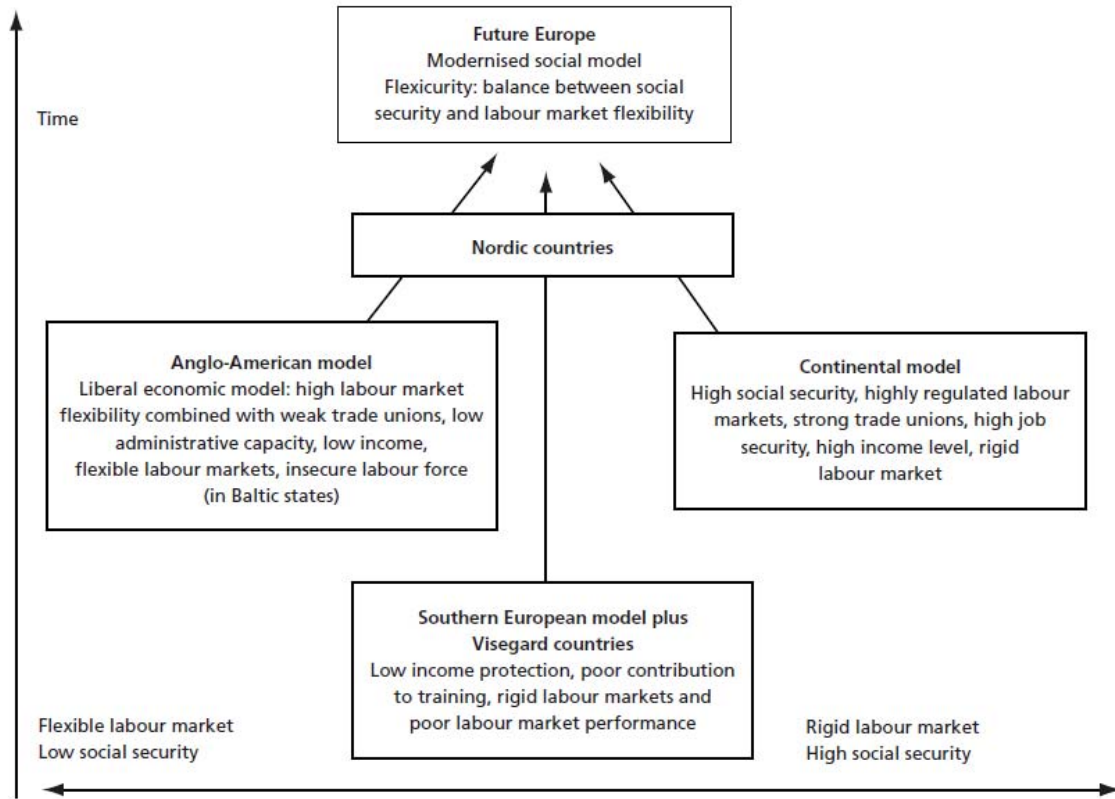 Future Europe
Modernised social model
Flexicurity: balance between social
security and labour market flexibility
Time
Nordic countries
Anglo-American model
Liberal economic model: high labour market
flexibility combined with weak trade unions, low
administrative capacity, low income,
flexible labour markets, insecure labour force
(in Baltic states)
Continental model
High social security, highly regulated labour
markets, strong trade unions, high job
security, high income level, rigid
labour market
Southern European model plus
Visegard countries
Low income protection, poor contribution
to training, rigid labour markets and
poor labour market performance
Flexible labour market
Low social security
Rigid labour market
High social security